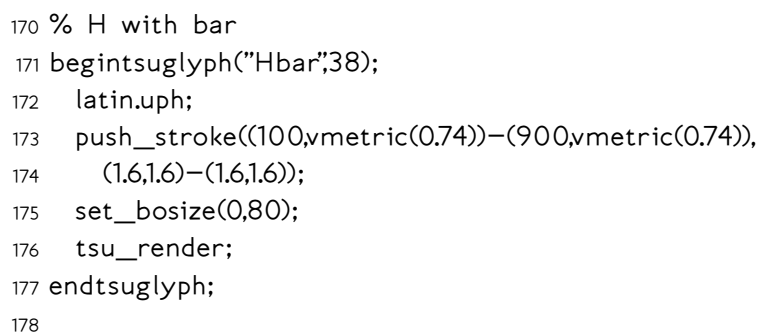 170 % H with bar
171 begintsuglyph("Hbar",38);
172 latin.uph;
173 push_stroke((100,vmetric(0.74))–(900,vmetric(0.74)),
174 (1.6,1.6)–(1.6,1.6));
175 set_bosize(0,80);
176 tsu_render;
177 endtsuglyph;
178